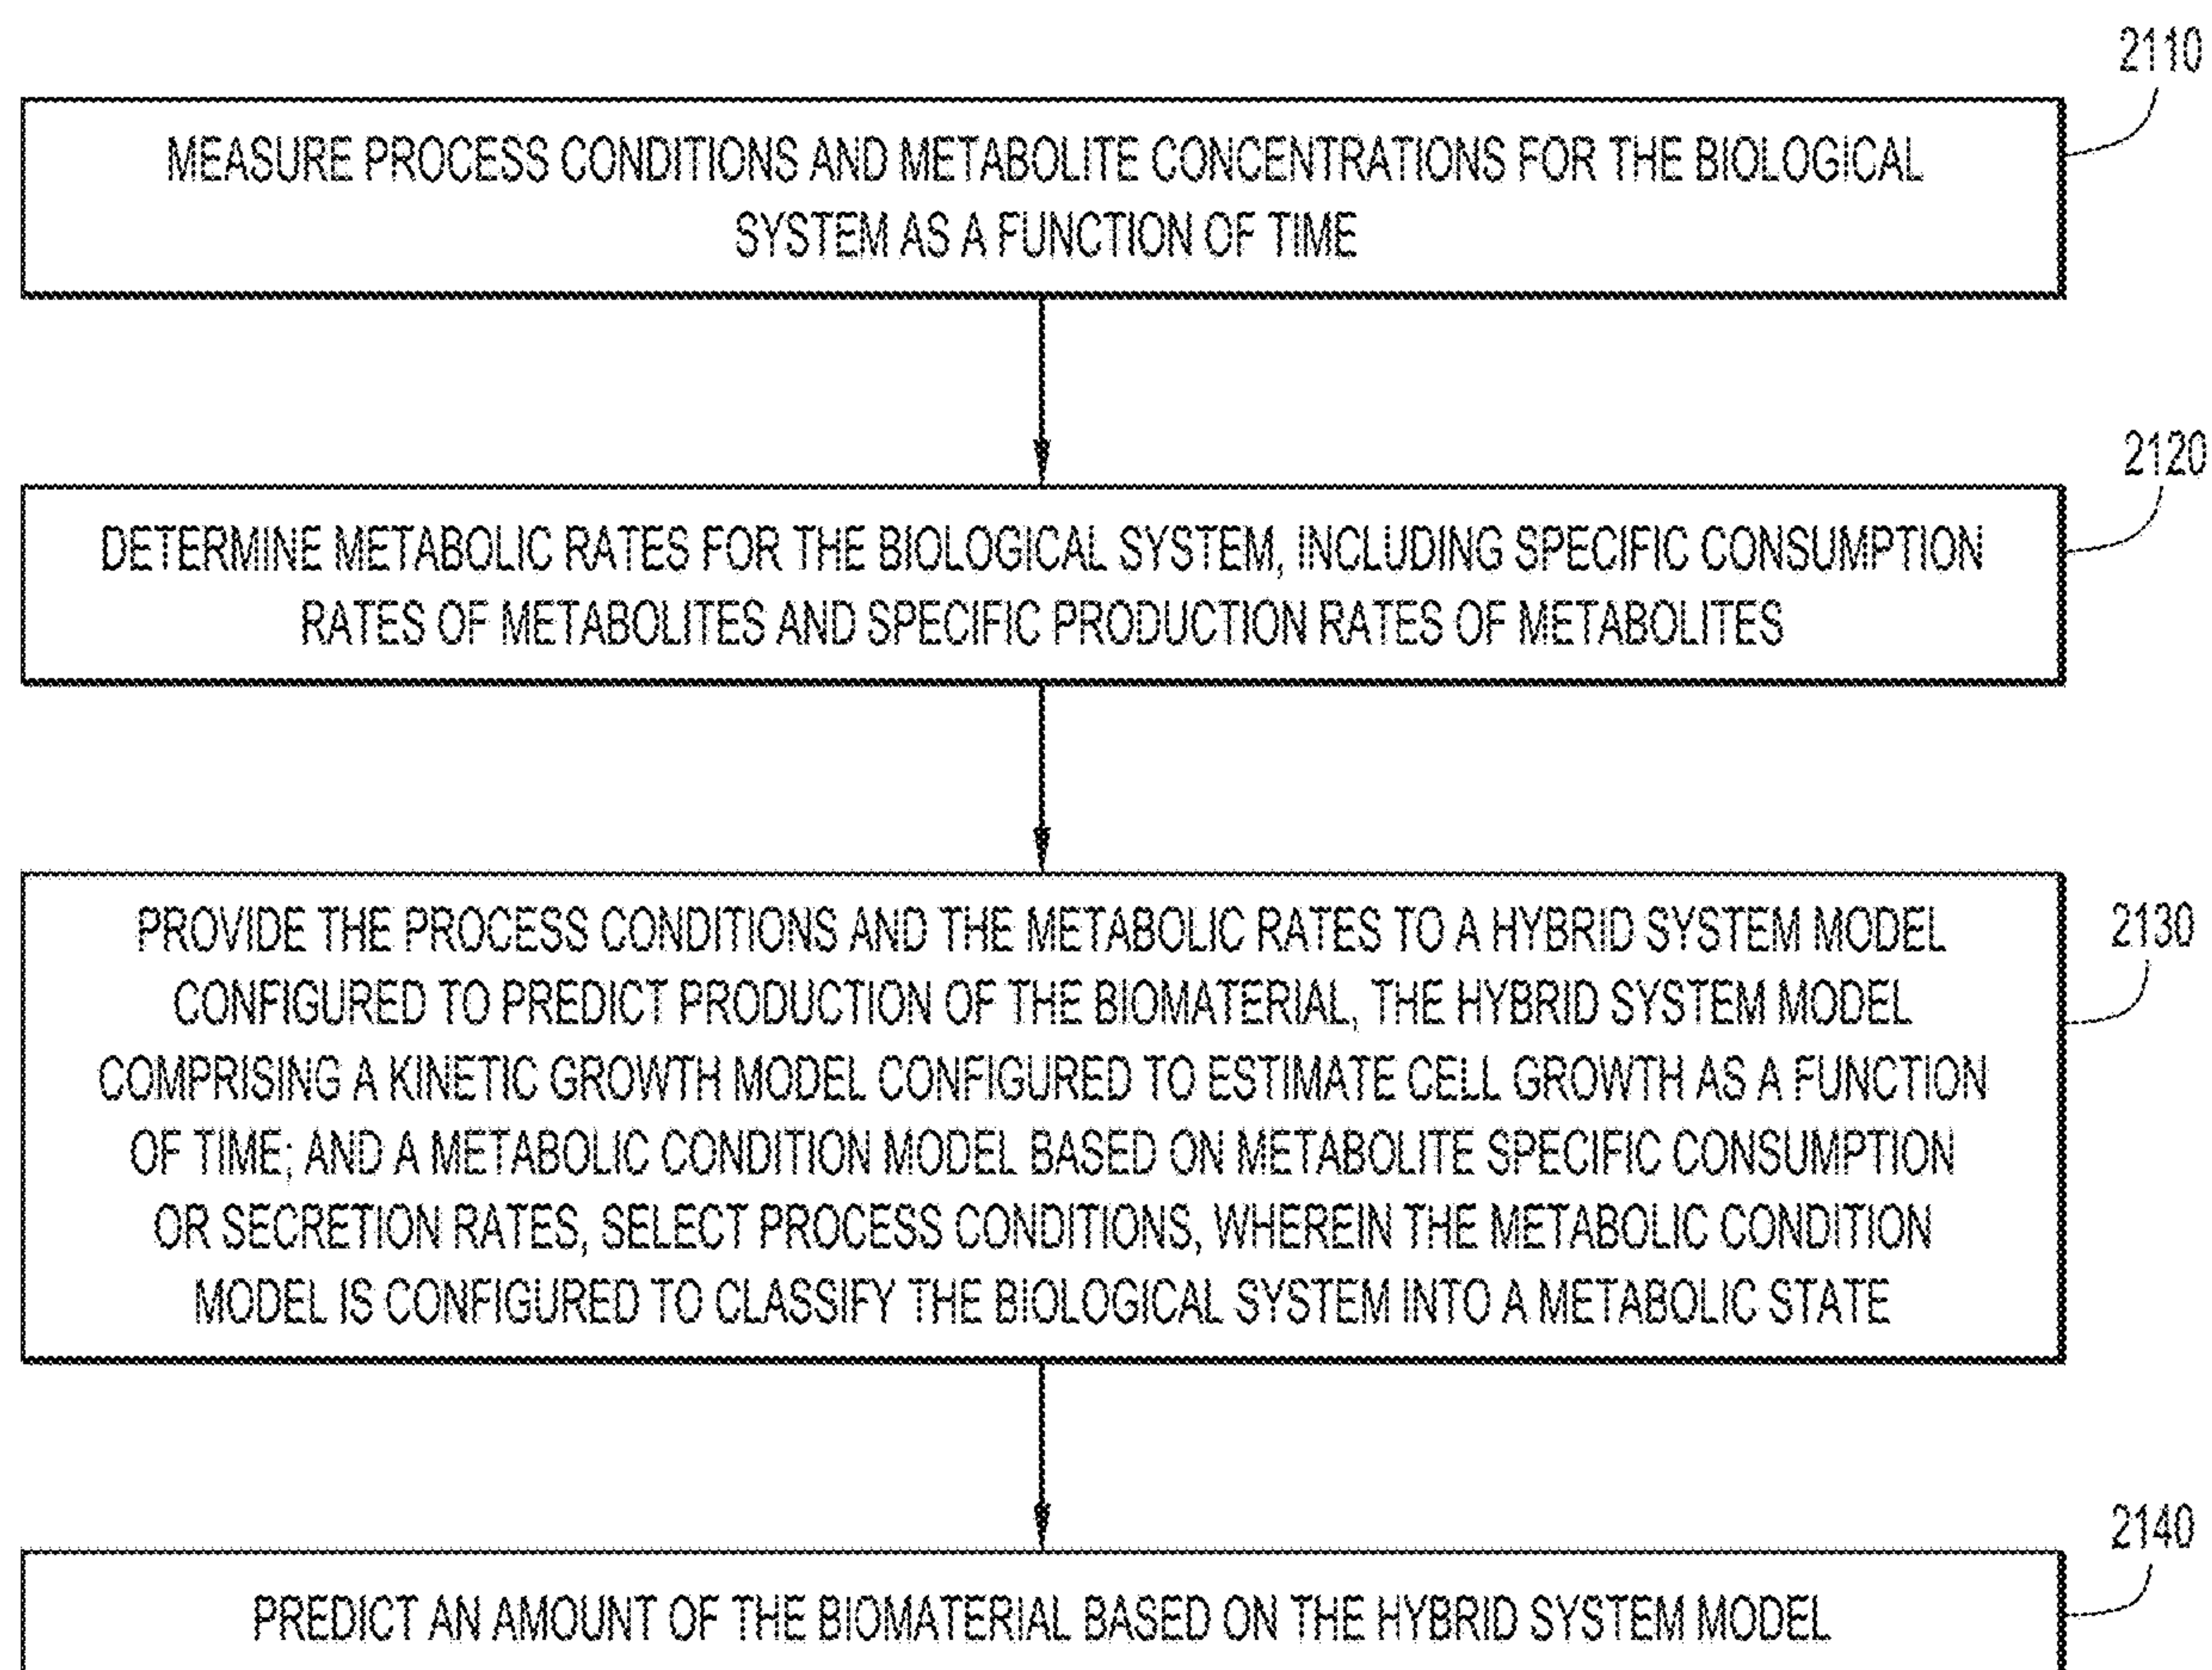 2110
MEASURE PROCESS CONDITIONS AND METABOLITE CONCENTRATIONS FOR THE BIOLOGICAL
SYSTEM AS A FUNCTION OF TIME
2120
DETERMINE METABOLIC RATES FOR THE BIOLOGICAL SYSTEM, INCLUDING SPECIFIC CONSUMPTION
RATES OF METABOLITES AND SPECIFIC PRODUCTION RATES OF METABOLITES
2130
PROVIDE THE PROCESS CONDITIONS AND THE METABOLIC RATES TO A HYBRID SYSTEM MODEL
CONFIGURED TO PREDICT PRODUCTION OF THE BIOMATERIAL, THE HYBRID SYSTEM MODEL
COMPRISING A KINETIC GROWTH MODEL CONFIGURED TO ESTIMATE CELL GROWTH AS A FUNCTION
OF TIME; AND A METABOLIC CONDITION MODEL BASED ON METABOLITE SPECIFIC CONSUMPTION
OR SECRETION RATES, SELECT PROCESS CONDITIONS, WHEREIN THE METABOLIC CONDITION
MODEL IS CONFIGURED TO CLASSIFY THE BIOLOGICAL SYSTEM INTO A METABOLIC STATE
2140
PREDICT AN AMOUNT OF THE BIOMATERIAL BASED ON THE HYBRID SYSTEM MODEL